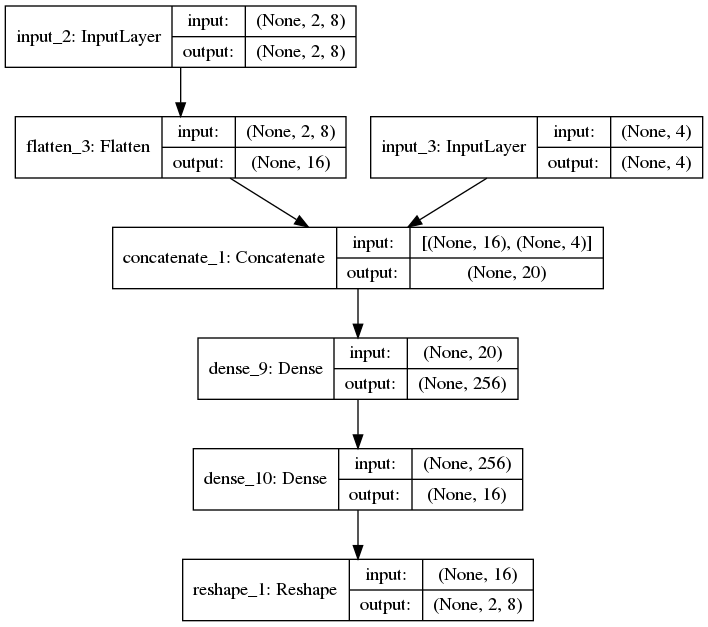 input_2: InputLayer
input: (None, 2, 8)
output: (None, 2, 8)
flatten_3: Flatten
input: (None, 2, 8)
output: (None, 16)
input_3: InputLayer
input: (None, 4)
output: (None, 4)
concatenate_1: Concatenate
input: [(None, 16), (None, 4)]
output: (None, 20)
dense_9: Dense
input: (None, 20)
output: (None, 256)
dense_10: Dense
input: (None, 256)
output: (None, 16)
reshape_1: Reshape
input: (None, 16)
output: (None, 2, 8)